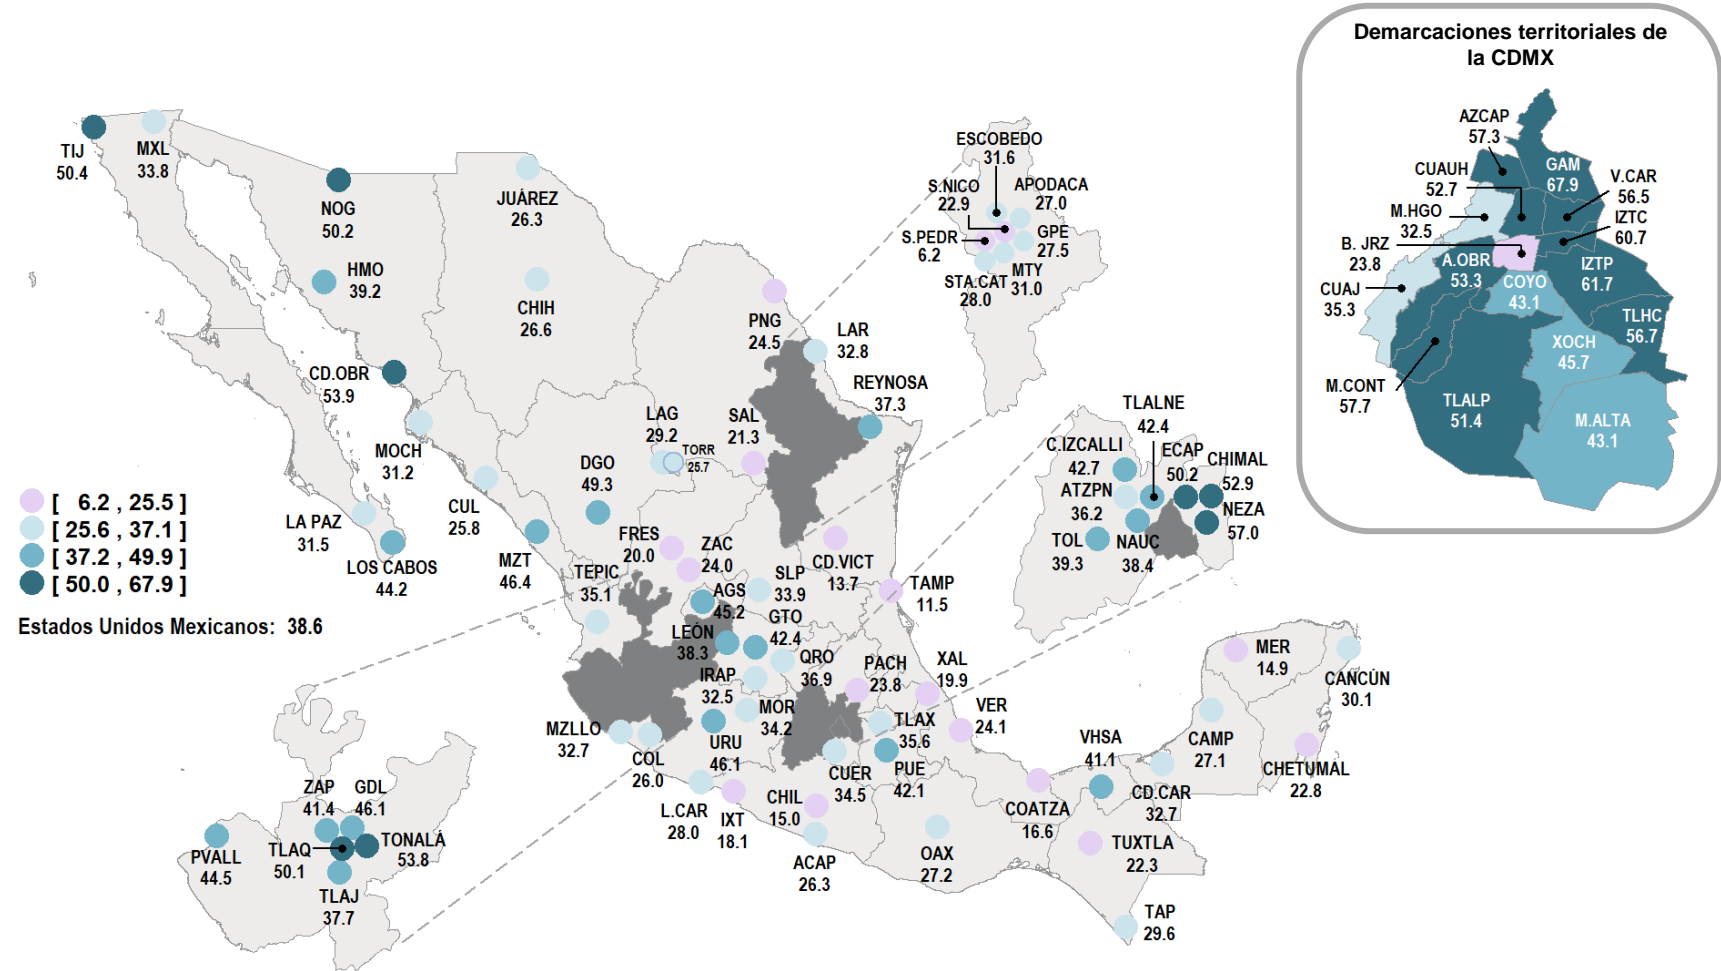 Demarcaciones territoriales de
la CDMX
AZCAP
57.3
GAM
67.9
CUAUH
52.7
V.CAR
56.5
M.HGO
32.5
IZTC
60.7
B. JRZ
23.8
A.OBR
53.3
IZTP
61.7
CUAJ
35.3
COYO
43.1
TLHC
56.7
XOCH
45.7
M.CONT
57.7
TLALP
51.4
M.ALTA
43.1
TIJ
50.4
MXL
33.8
NOG
50.2
JUÁREZ
26.3
HMO
39.2
CHIH
26.6
CD.OBR
53.9
MOCH
31.2
PNG
24.5
LAR
32.8
REYNOSA
37.3
LAG
29.2
TORR
25.7
SAL
21.3
DGO
49.3
CUL
25.8
LA PAZ
31.5
LOS CABOS
44.2
MZT
46.4
FRES
20.0
ZAC
24.0
CD.VICT
13.7
TEPIC
35.1
AGS
45.2
SLP
33.9
TAMP
11.5
LEÓN
38.3
GTO
42.4
IRAP
32.5
QRO
36.9
PACH
23.8
XAL
19.9
MZLLO
32.7
COL
26.0
URU
46.1
MOR
34.2
TLAX
35.6
VER
24.1
L.CAR
28.0
IXT
18.1
CHIL
15.0
CUER
34.5
PUE
42.1
ACAP
26.3
OAX
27.2
COATZA
16.6
VHSA
41.1
CD.CAR
32.7
CAMP
27.1
MER
14.9
CANCÚN
30.1
CHETUMAL
22.8
TUXTLA
22.3
TAP
29.6
ESCOBEDO
31.6
S.NICO
22.9
APODACA
27.0
S.PEDR
6.2
GPE
27.5
STA.CAT
28.0
MTY
31.0
TLALNE
42.4
C.IZCALLI
42.7
ECAP
50.2
CHIMAL
52.9
ATZPN
36.2
NEZA
57.0
TOL
39.3
NAUC
38.4
[ 6.2 , 25.5 ]
[ 25.6 , 37.1 ]
[ 37.2 , 49.9 ]
[ 50.0 , 67.9 ]
Estados Unidos Mexicanos: 38.6
ZAP
41.4
GDL
46.1
PVALL
44.5
TLAQ
50.1
TONALÁ
53.8
TLAJ
37.7